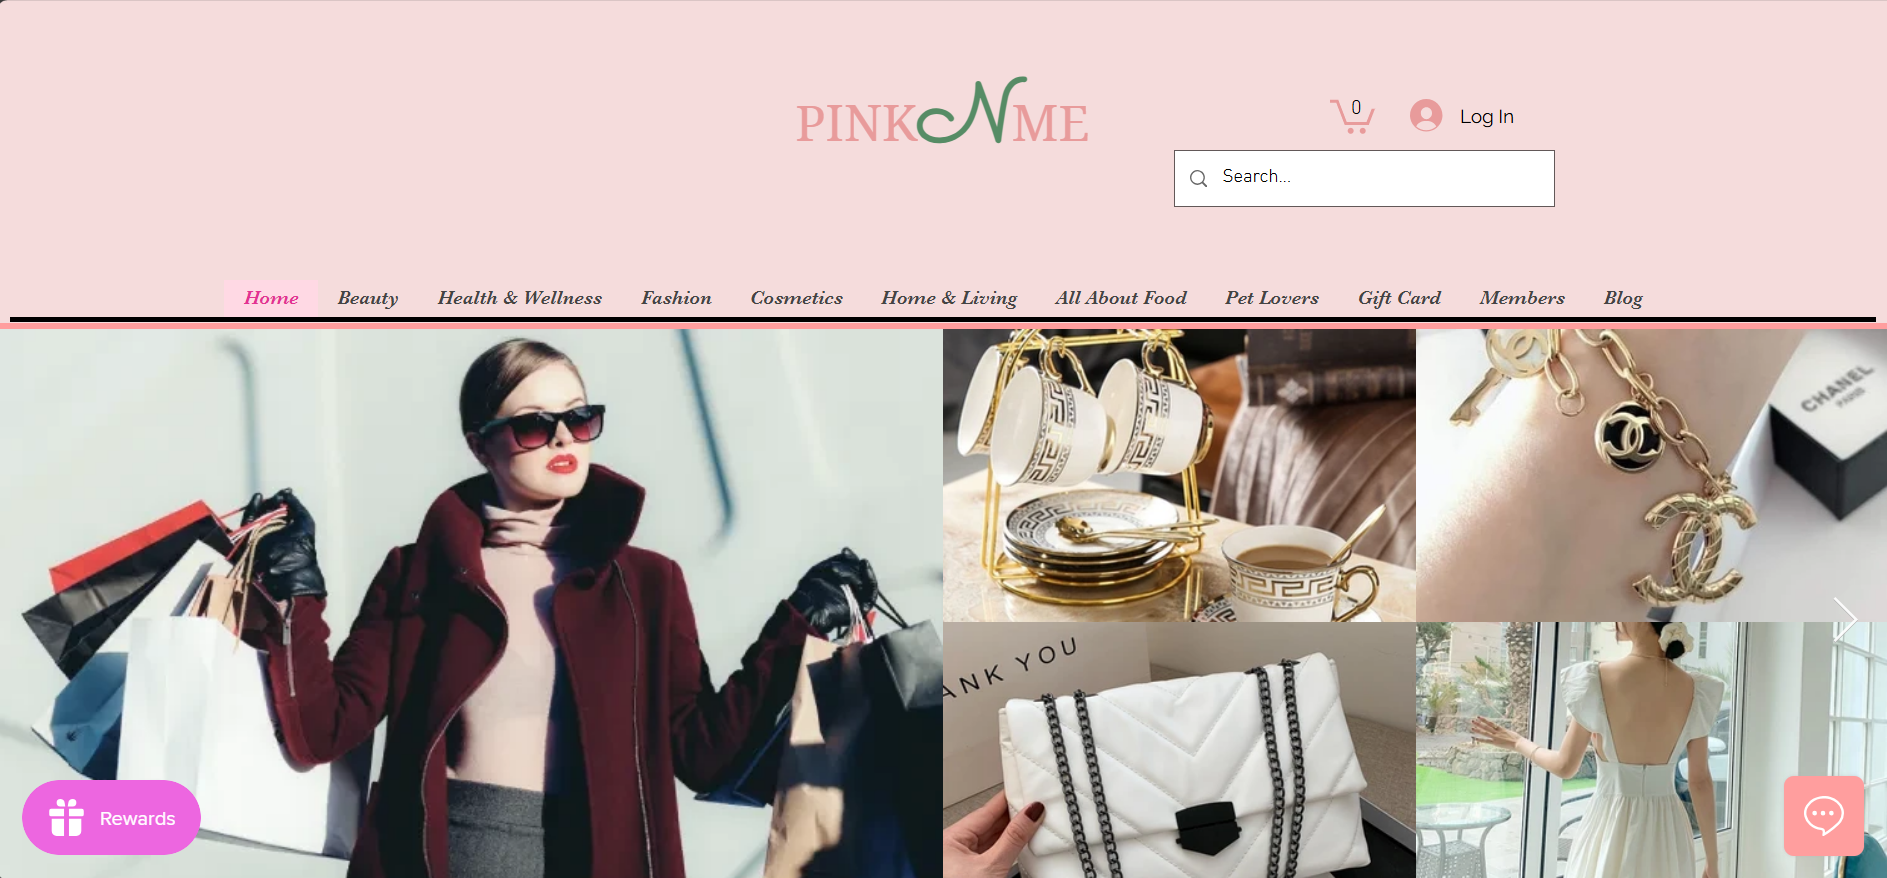 PINK N ME
0
Log In
Search...
Home Beauty Health & Wellness Fashion Cosmetics Home & Living All About Food Pet Lovers Gift Card Members Blog
CHANEL
PARIS
ANK YOU
Rewards